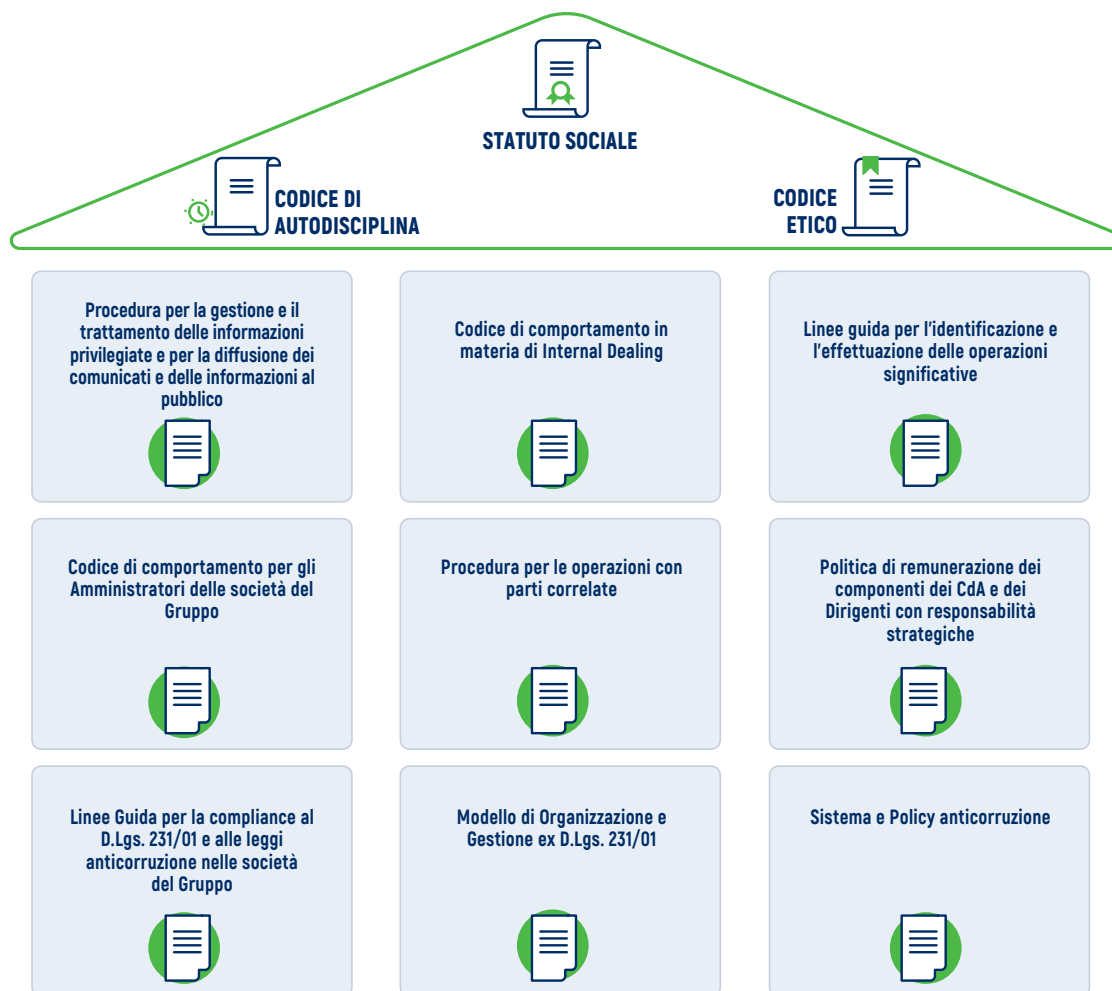 STATUTO SOCIALE
CODICE DI
AUTODISCIPLINA
CODICE
ETICO
Procedura per la gestione e il
trattamento delle informazioni
privilegiate e per la diffusione dei
comunicati e delle informazioni al
pubblico
Codice di comportamento in
materia di Internal Dealing
Linee guida per l'identificazione e
l'effettuazione delle operazioni
significative
Codice di comportamento per gli
Amministratori delle società del
Gruppo
Procedura per le operazioni con
parti correlate
Politica di remunerazione dei
componenti dei CdA e dei
Dirigenti con responsabilità
strategiche
Linee Guida per la compliance al
D.Lgs. 231/01 e alle leggi
anticorruzione nelle società
del Gruppo
Modello di Organizzazione e
Gestione ex D.Lgs. 231/01
Sistema e Policy anticorruzione